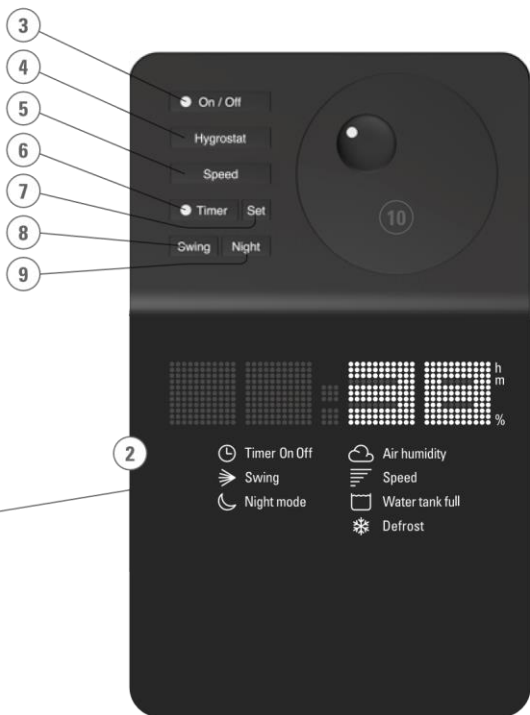 3
4
5
6
7
8
9
On / Off
Hygrostat
Speed
Timer Set
Swing Night
10
38
h
m
%
2
Timer On Off
Swing
Night mode
Air humidity
Speed
Water tank full
Defrost